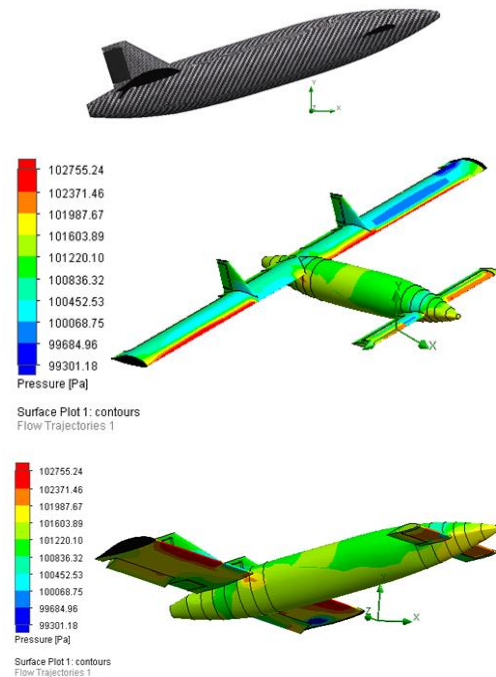 Y
X
102755.24
102371.46
101987.67
101603.89
101220.10
100836.32
100452.53
100068.75
99684.96
99301.18
Pressure [Pa]
Y
X
Surface Plot 1: contours
Flow Trajectories 1
102755.24
102371.46
101987.67
101603.89
101220.10
100836.32
100452.53
100068.75
99684.96
99301.18
Pressure [Pa]
Z X
Surface Plot 1: contours
Flow Trajectories 1